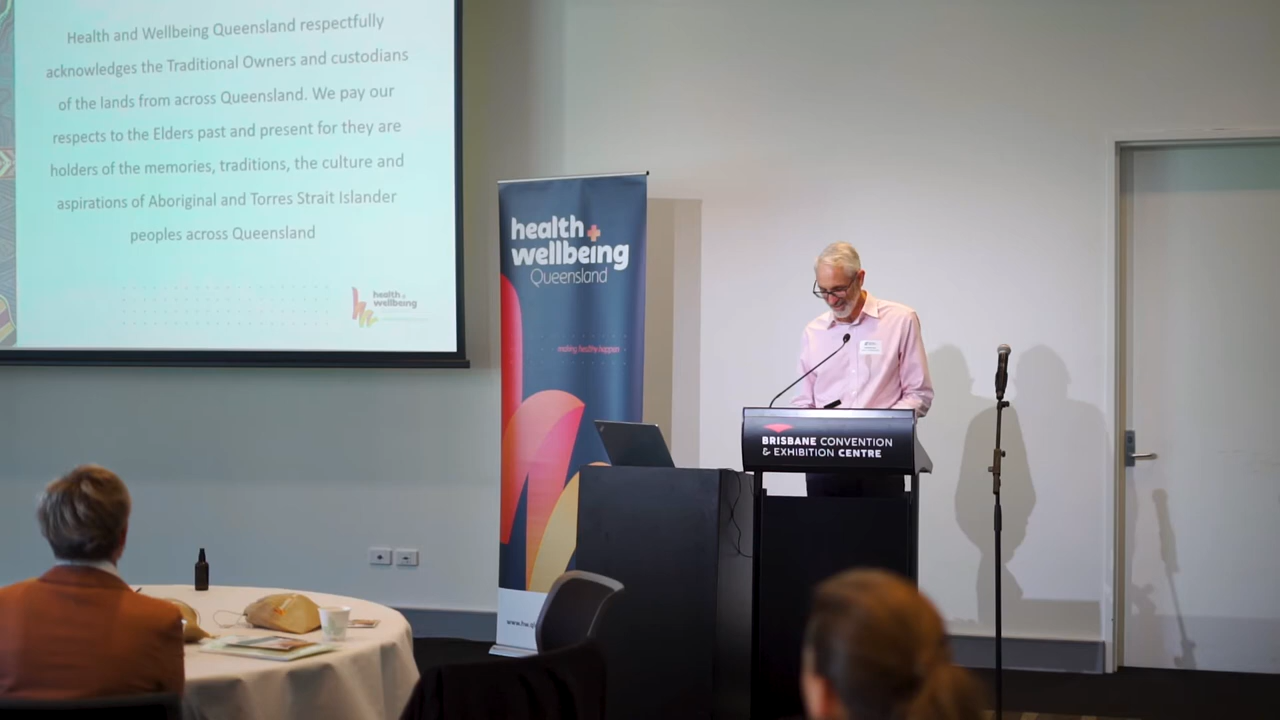 Health and Wellbeing Queensland respectfully
acknowledges the Traditional Owners and custodians
of the lands from across Queensland. We pay our
respects to the Elders past and present for they are
holders of the memories, traditions, the culture and
aspirations of Aboriginal and Torres Strait Islander
peoples across Queensland
health+
wellbeing
health+
wellbeing
Queensland
making healthy happen
BRISBANE CONVENTION
& EXHIBITION CENTRE